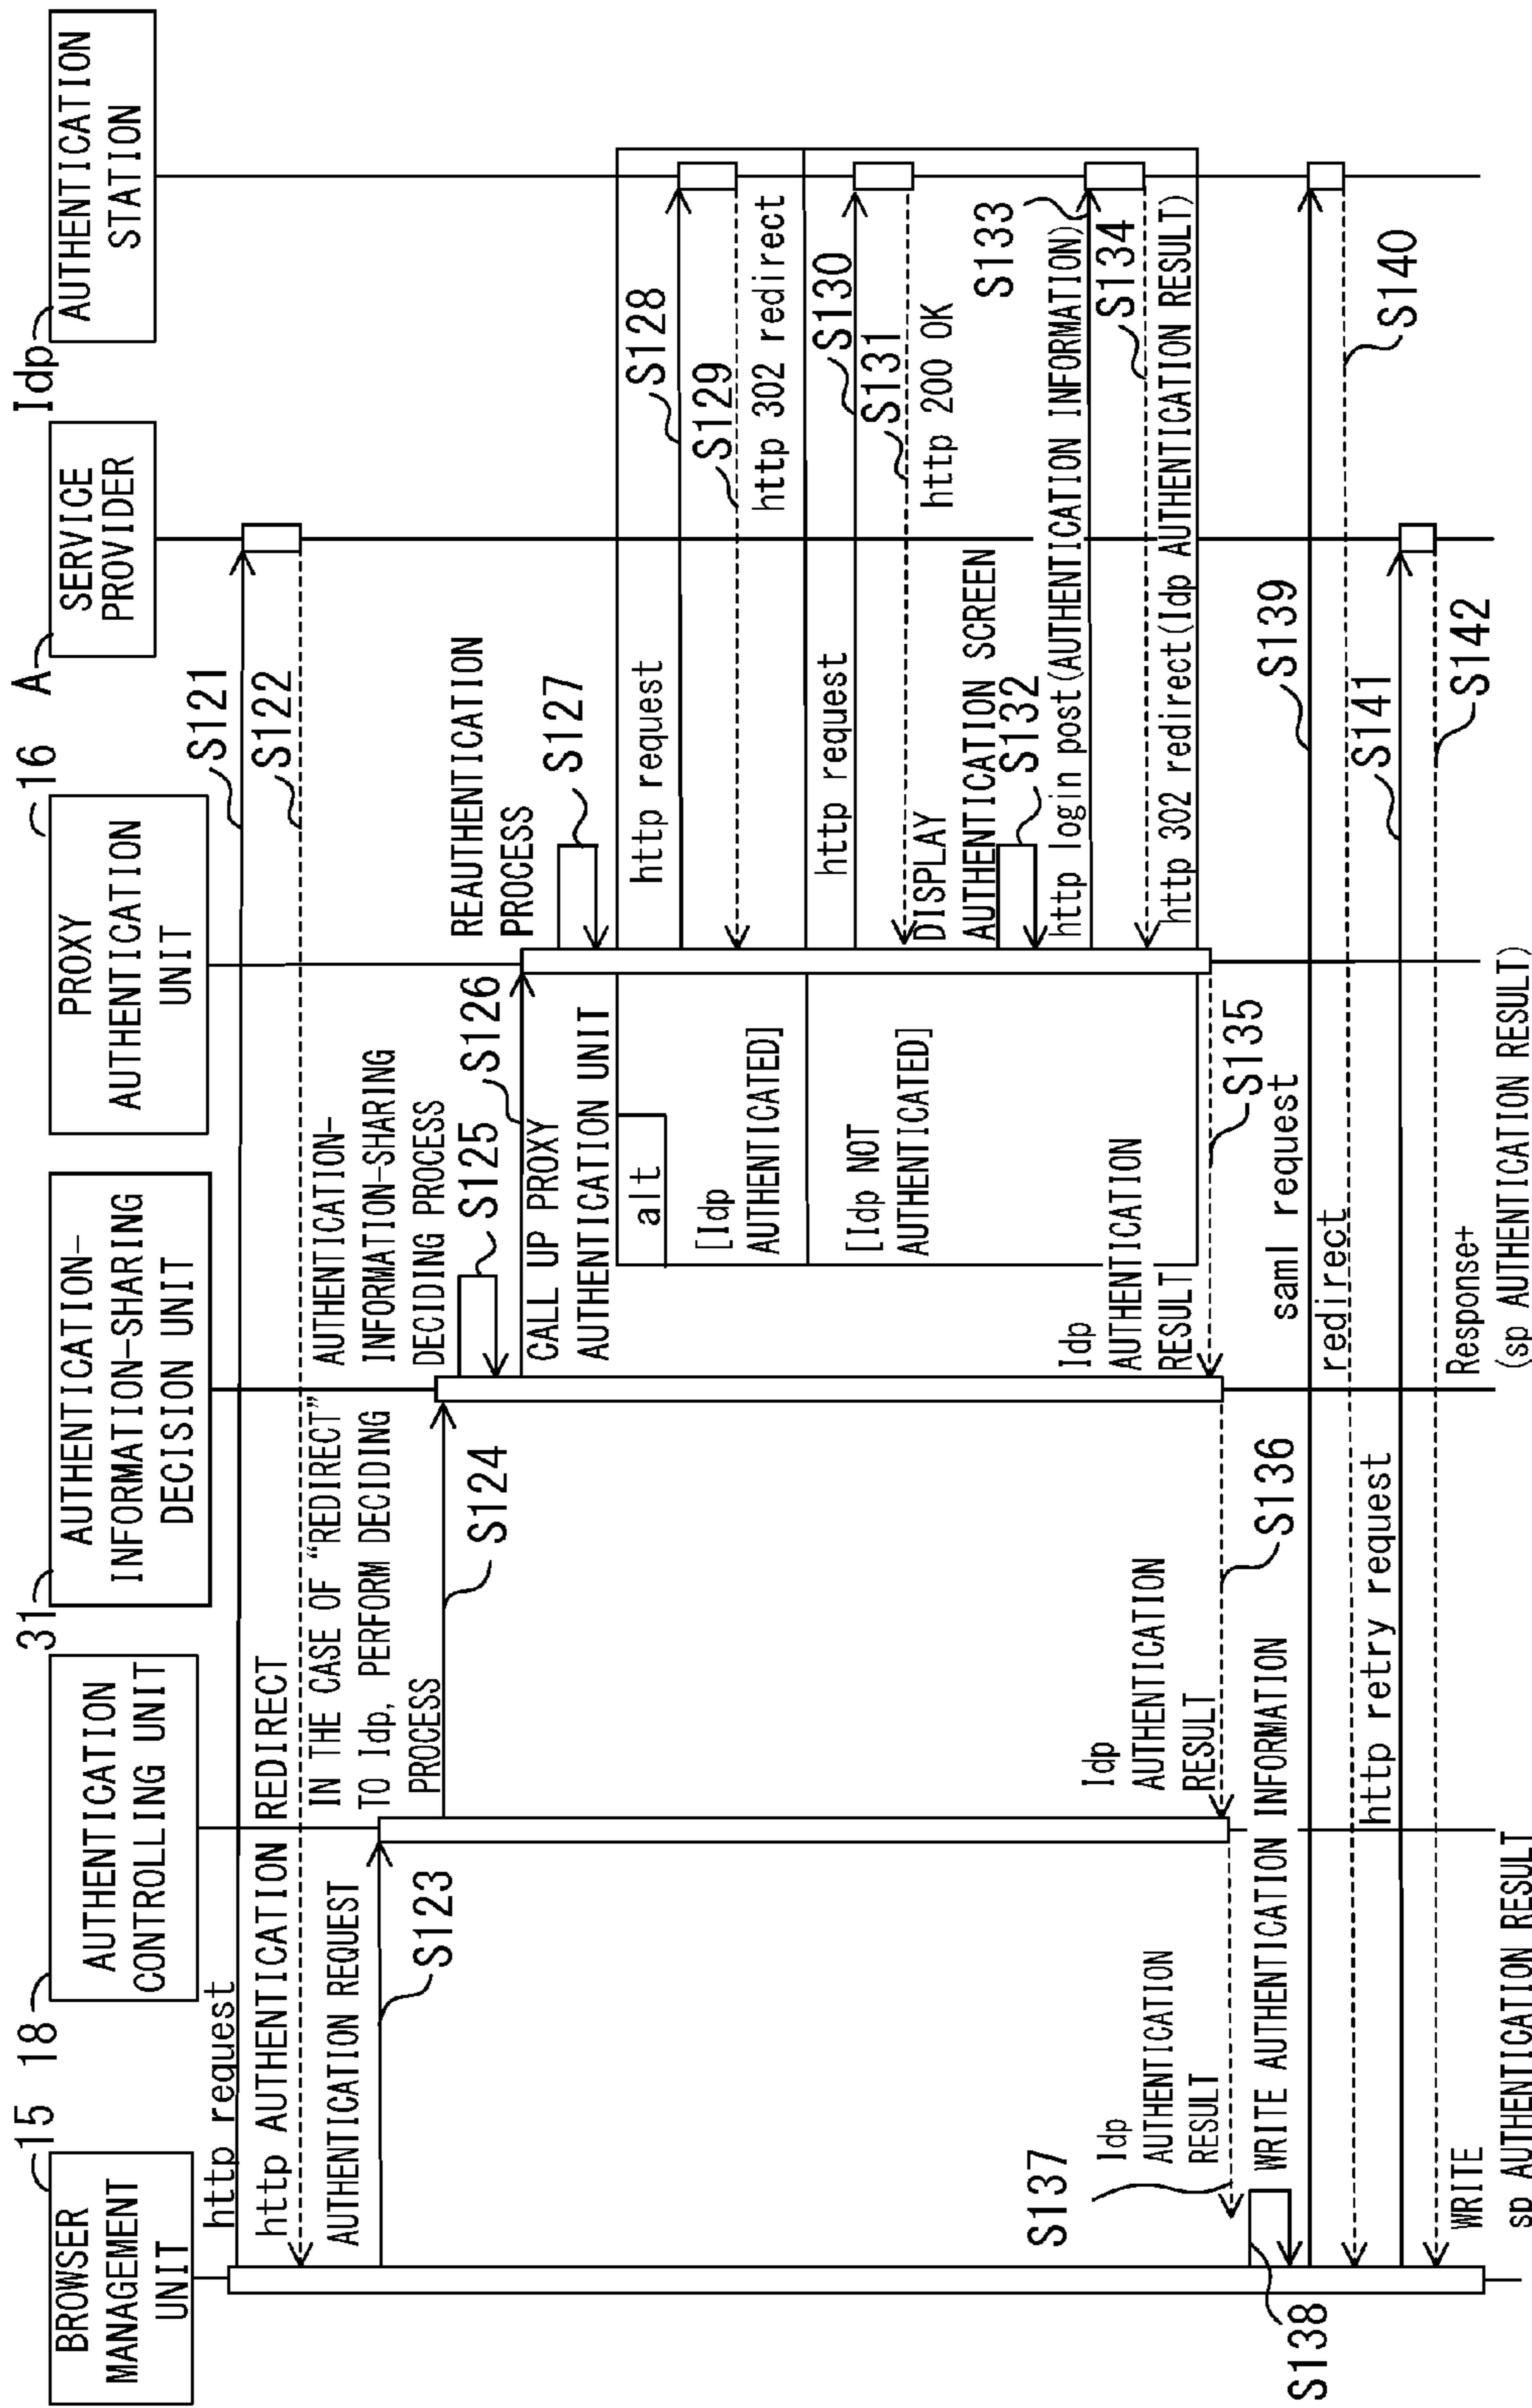 15
BROWSER
MANAGEMENT
UNIT
18
AUTHENTICATION
CONTROLLING UNIT
31
AUTHENTICATION-
INFORMATION-SHARING
DECISION UNIT
16
PROXY
AUTHENTICATION
UNIT
A
SERVICE
PROVIDER
Idp
AUTHENTICATION
STATION
http request
S121
http AUTHENTICATION REDIRECT
S122
AUTHENTICATION REQUEST
S123
IN THE CASE OF "REDIRECT"
TO Idp, PERFORM DECIDING
PROCESS
S124
AUTHENTICATION-
INFORMATION-SHARING
DECIDING PROCESS
S125
S126
CALL UP PROXY
AUTHENTICATION UNIT
REAUTHENTICATION
PROCESS
S127
alt
[Idp
AUTHENTICATED]
http request
S128
S129
http 302 redirect
[Idp NOT
AUTHENTICATED]
http request
S130
S131
http 200 OK
DISPLAY
AUTHENTICATION SCREEN
S132
S133
http login post(AUTHENTICATION INFORMATION)
S134
http 302 redirect(Idp AUTHENTICATION RESULT)
Idp
AUTHENTICATION
RESULT
S135
Idp
AUTHENTICATION
RESULT
S136
Idp
AUTHENTICATION
RESULT
S137
WRITE AUTHENTICATION INFORMATION
S138
saml request
S139
redirect
S140
http retry request
S141
Response+
(sp AUTHENTICATION RESULT)
S142
WRITE
sp AUTHENTICATION RESULT